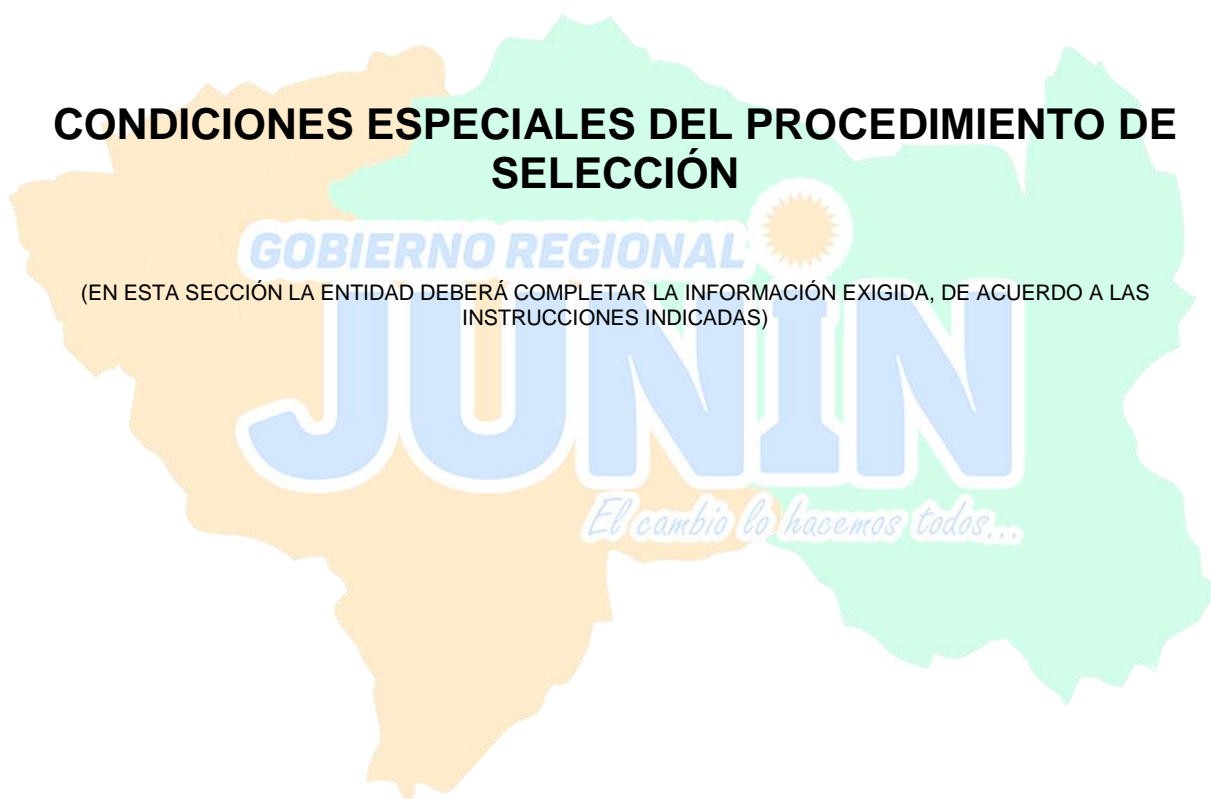 CONDICIONES ESPECIALES DEL PROCEDIMIENTO DE
SELECCIÓN
GOBIERNO REGIONAL
(EN ESTA SECCIÓN LA ENTIDAD DEBERÁ COMPLETAR LA INFORMACIÓN EXIGIDA, DE ACUERDO A LAS
INSTRUCCIONES INDICADAS)
JUNÍN
El cambio lo hacemos todos...